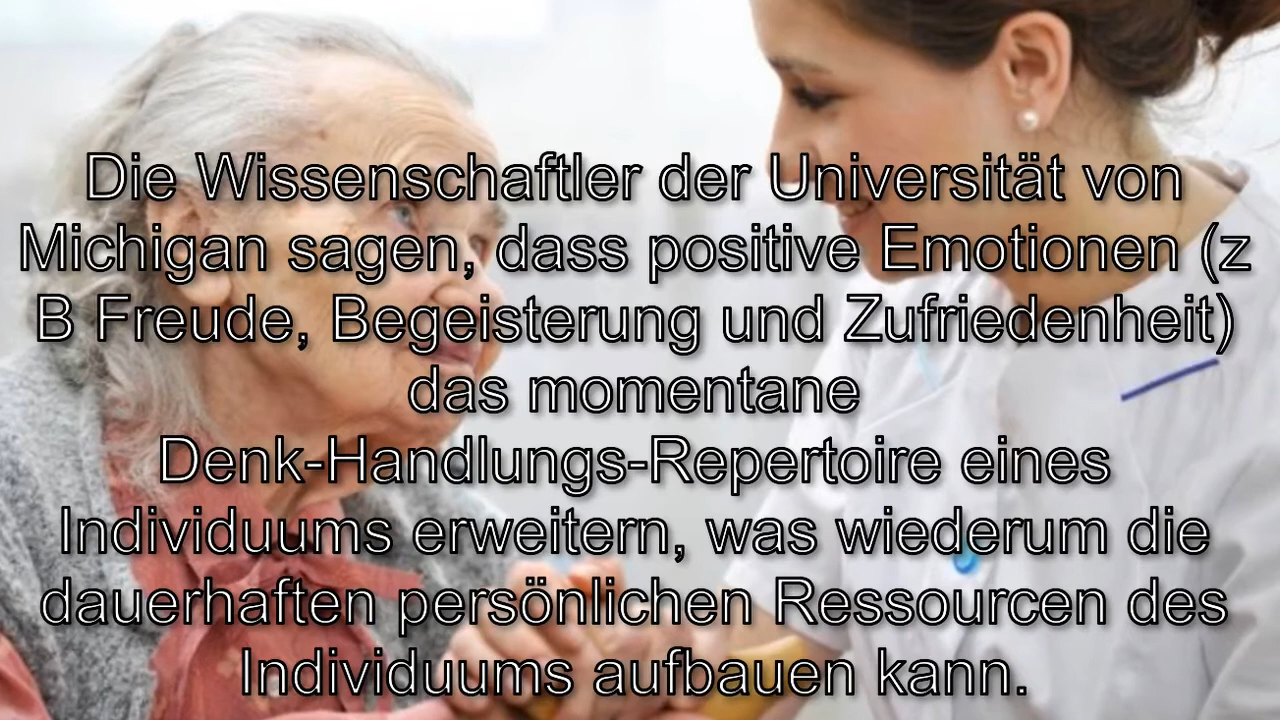 Die Wissenschaftler der Universität von
Michigan sagen, dass positive Emotionen (z
B Freude, Begeisterung und Zufriedenheit)
das momentane
Denk-Handlungs-Repertoire eines
Individuums erweitern, was wiederum die
dauerhaften persönlichen Ressourcen des
Individuums aufbauen kann.